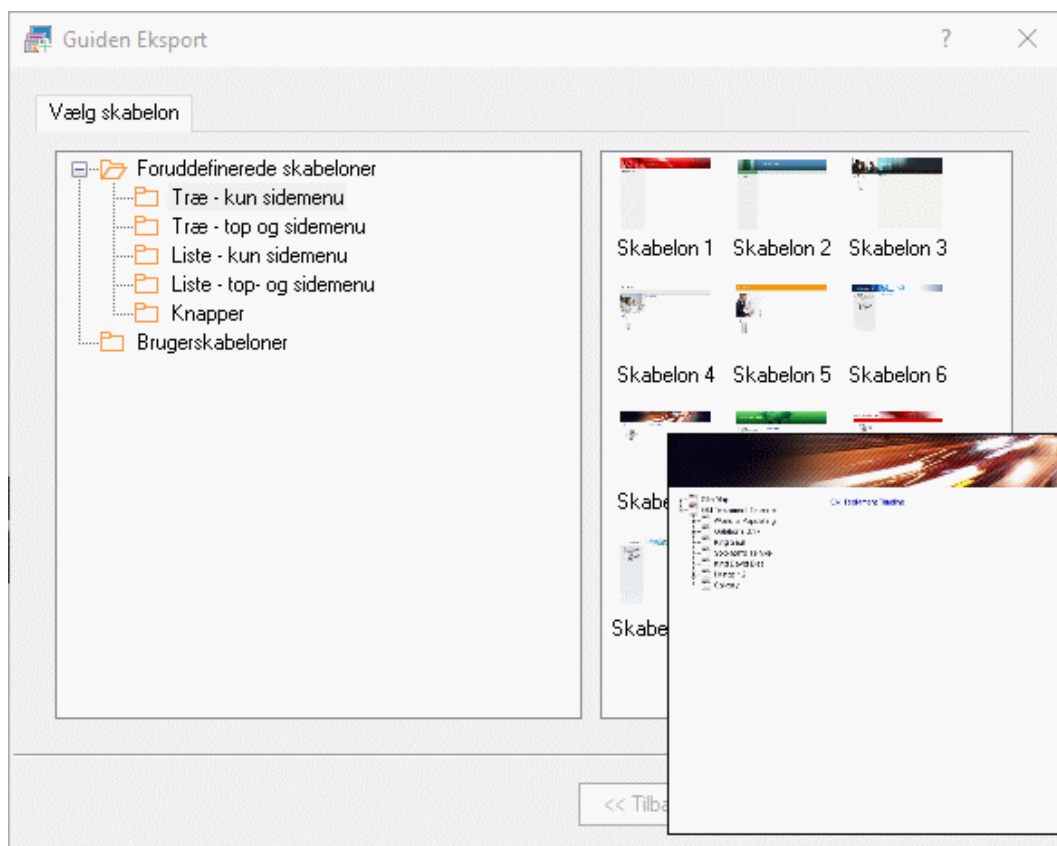 Guiden Eksport
?
Vælg skabelon
Foruddefinerede skabeloner
Træ - kun sidemenu
Træ - top og sidemenu
Liste - kun sidemenu
Liste - top- og sidemenu
Knapper
Brugerskabeloner
Skabelon 1 Skabelon 2 Skabelon 3
Skabelon 4 Skabelon 5 Skabelon 6
Skabe
Skabe
<< Tilba